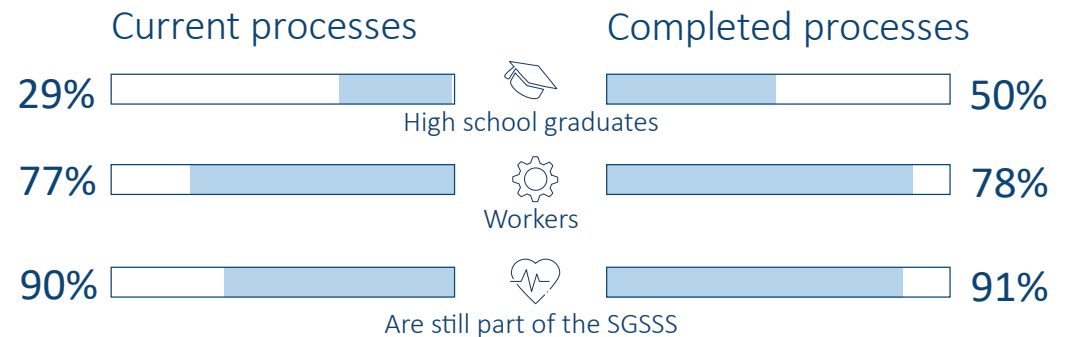 Current processes
Completed processes
29%
50%
High school graduates
77%
78%
Workers
90%
91%
Are still part of the SGSSS